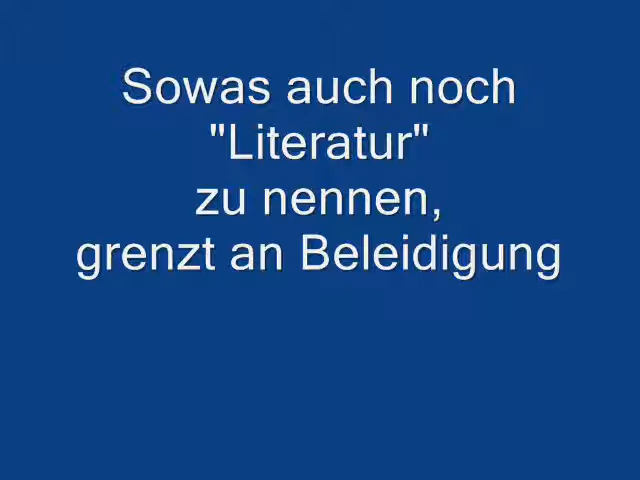 Sowas auch noch
"Literatur"
zu nennen,
grenzt an Beleidigung